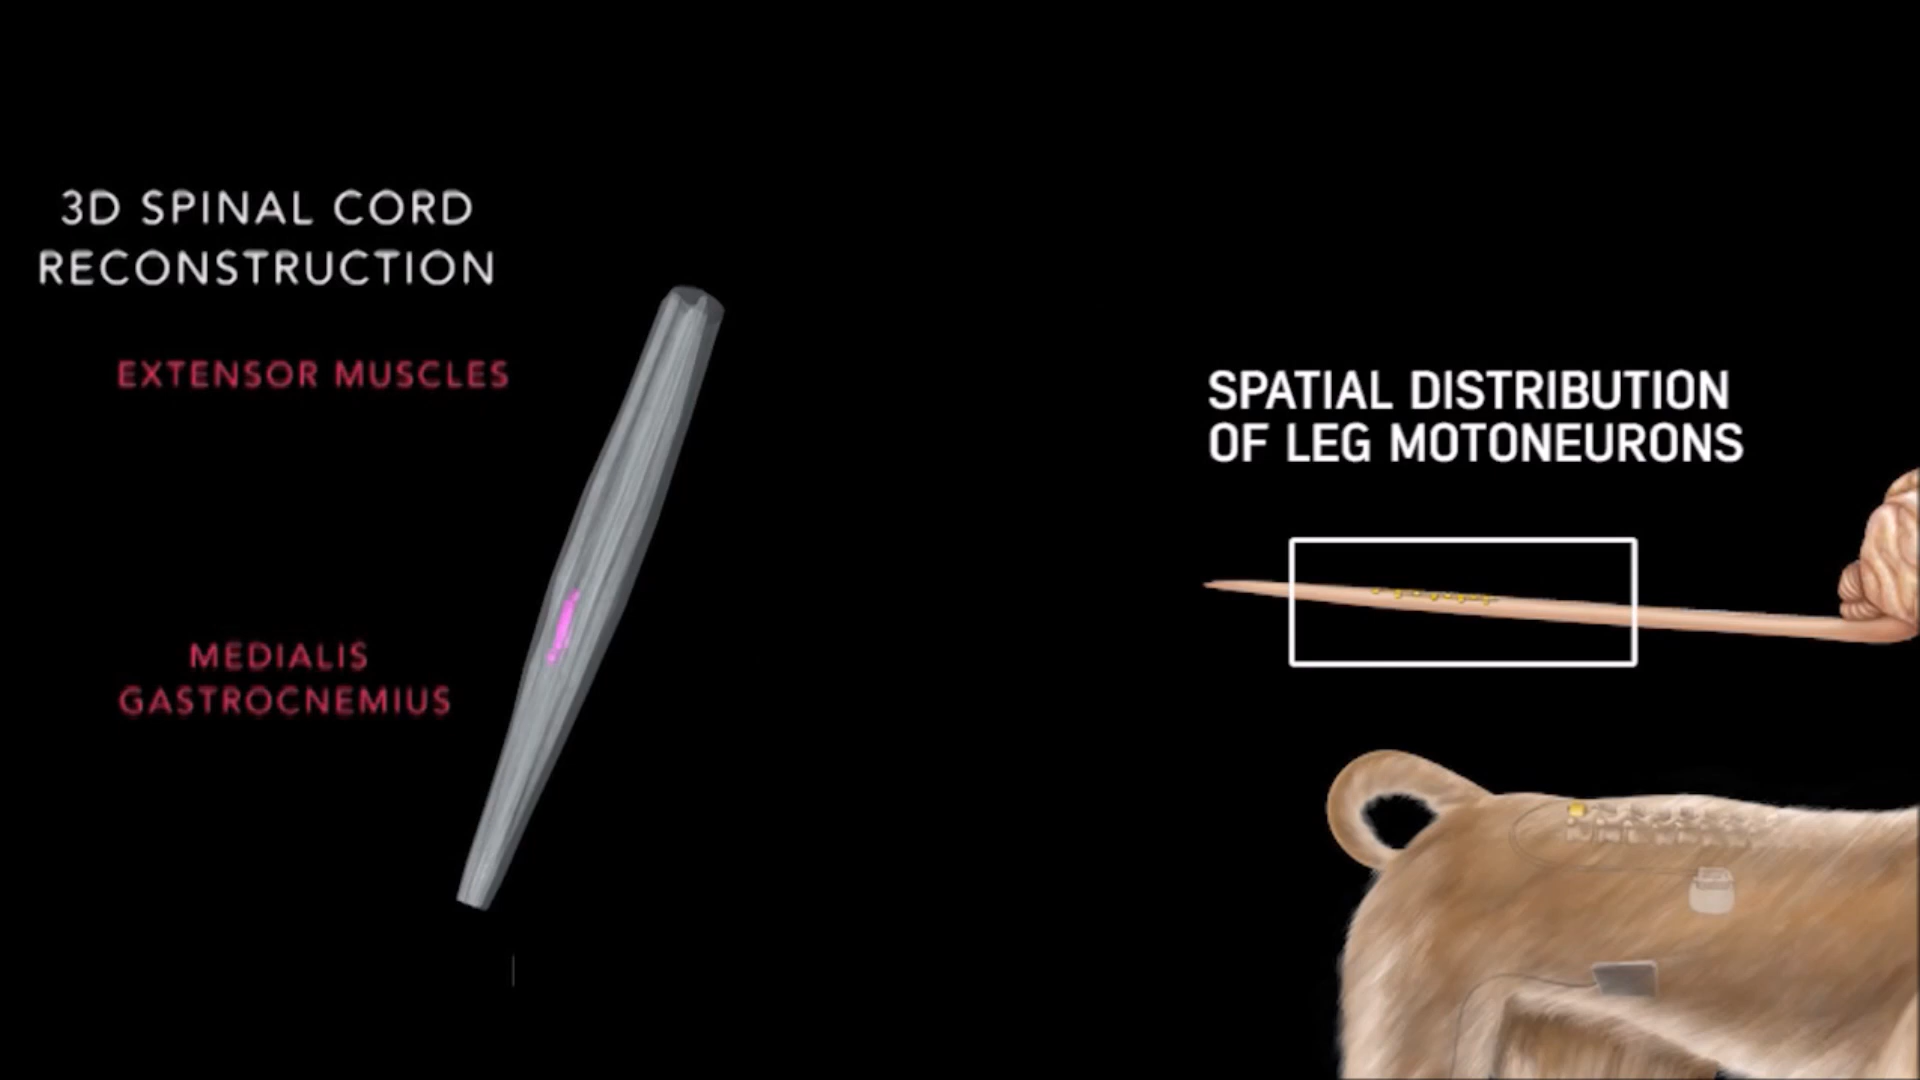 3D SPINAL CORD
RECONSTRUCTION
EXTENSOR MUSCLES
MEDIALIS
GASTROCNEMIUS
SPATIAL DISTRIBUTION
OF LEG MOTONEURONS